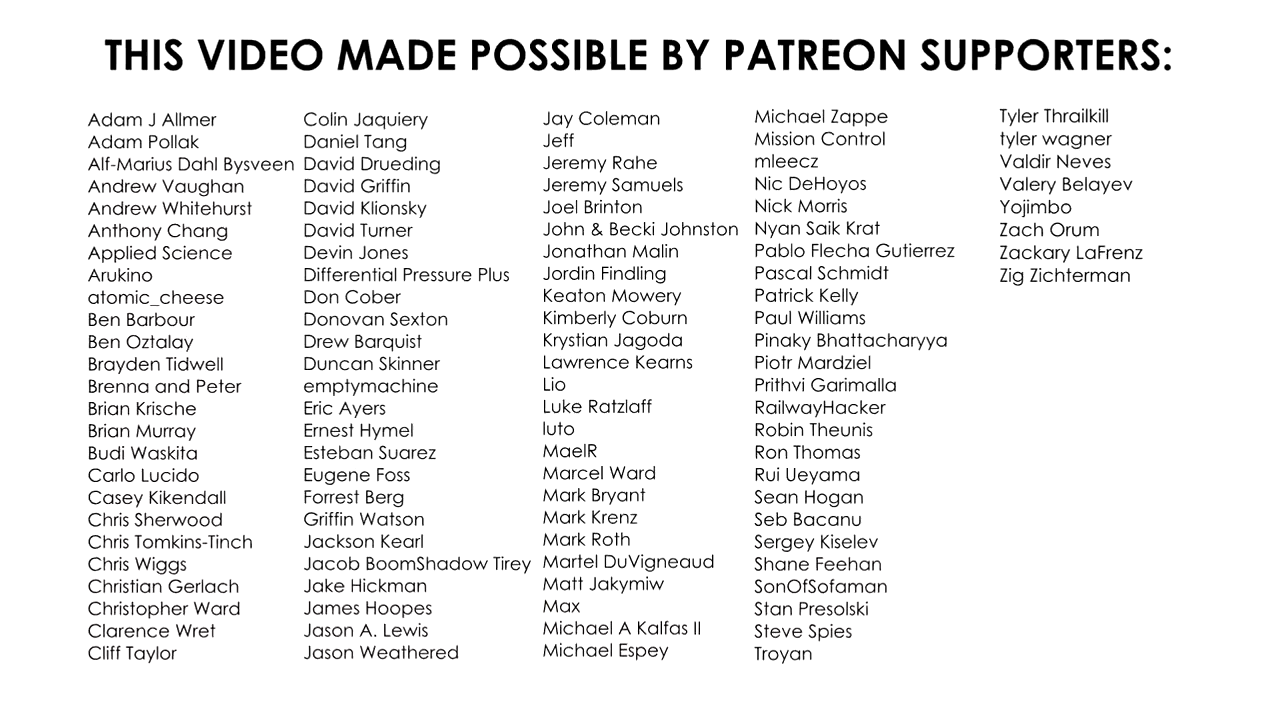 THIS VIDEO MADE POSSIBLE BY PATREON SUPPORTERS:
Adam J Allmer
Adam Pollak
Alf-Marius Dahl Bysveen
Andrew Vaughan
Andrew Whitehurst
Anthony Chang
Applied Science
Arukino
atomic_cheese
Ben Barbour
Ben Oztalay
Brayden Tidwell
Brenna and Peter
Brian Krische
Brian Murray
Budi Waskita
Carlo Lucido
Casey Kikendall
Chris Sherwood
Chris Tomkins-Tinch
Chris Wiggs
Christian Gerlach
Christopher Ward
Clarence Wret
Cliff Taylor
Colin Jaquiery
Daniel Tang
David Drueding
David Griffin
David Klionsky
David Turner
Devin Jones
Differential Pressure Plus
Don Cober
Donovan Sexton
Drew Barquist
Duncan Skinner
emptymachine
Eric Ayers
Ernest Hymel
Esteban Suarez
Eugene Foss
Forrest Berg
Griffin Watson
Jackson Kearl
Jacob BoomShadow Tirey
Jake Hickman
James Hoopes
Jason A. Lewis
Jason Weathered
Jay Coleman
Jeff
Jeremy Rahe
Jeremy Samuels
Joel Brinton
John & Becki Johnston
Jonathan Malin
Jordin Findling
Keaton Mowery
Kimberly Coburn
Krystian Jagoda
Lawrence Kearns
Lio
Luke Ratzlaff
luto
MaelR
Marcel Ward
Mark Bryant
Mark Krenz
Mark Roth
Martel DuVigneaud
Matt Jakymiw
Max
Michael A Kalfas II
Michael Espey
Michael Zappe
Mission Control
mleecz
Nic DeHoyos
Nick Morris
Nyan Saik Krat
Pablo Flecha Gutierrez
Pascal Schmidt
Patrick Kelly
Paul Williams
Pinaky Bhattacharyya
Piotr Mardziel
Prithvi Garimalla
RailwayHacker
Robin Theunis
Ron Thomas
Rui Ueyama
Sean Hogan
Seb Bacanu
Sergey Kiselev
Shane Feehan
SonOfSofaman
Stan Presolski
Steve Spies
Troyan
Tyler Thrailkill
tyler wagner
Valdir Neves
Valery Belayev
Yojimbo
Zach Orum
Zackary LaFrenz
Zig Zichterman